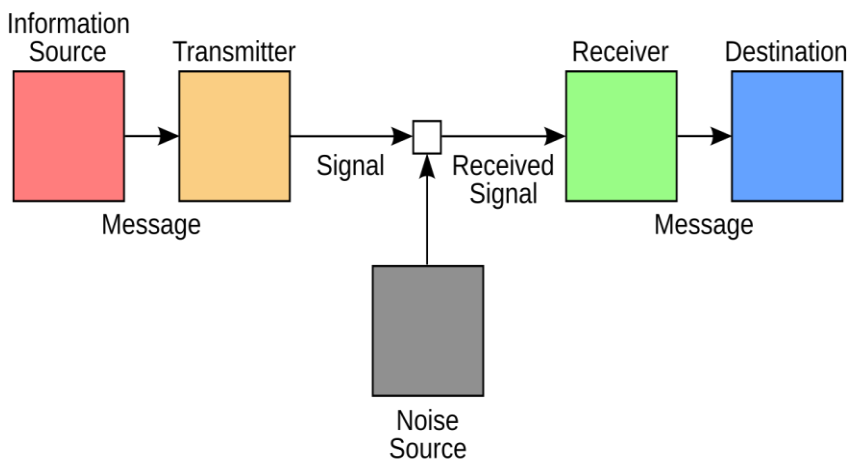 Information
Source
Transmitter
Receiver
Destination
Signal
Received
Signal
Message
Message
Noise
Source